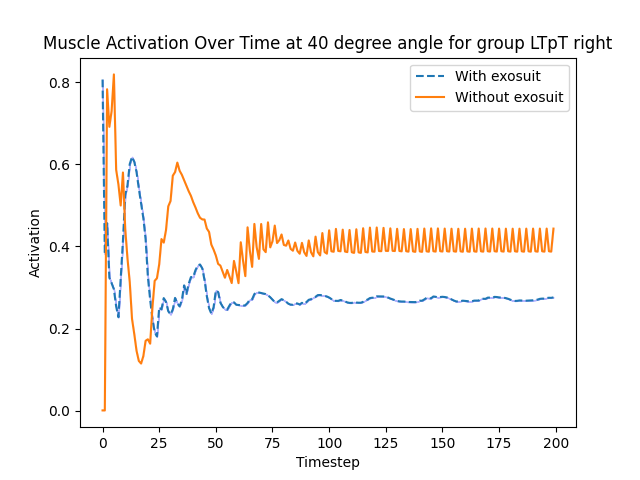 Muscle Activation Over Time at 40 degree angle for group LTpT right
With exosuit
Without exosuit
Activation
0.8
0.6
0.4
0.2
0.0
0 25 50 75 100 125 150 175 200
Timestep